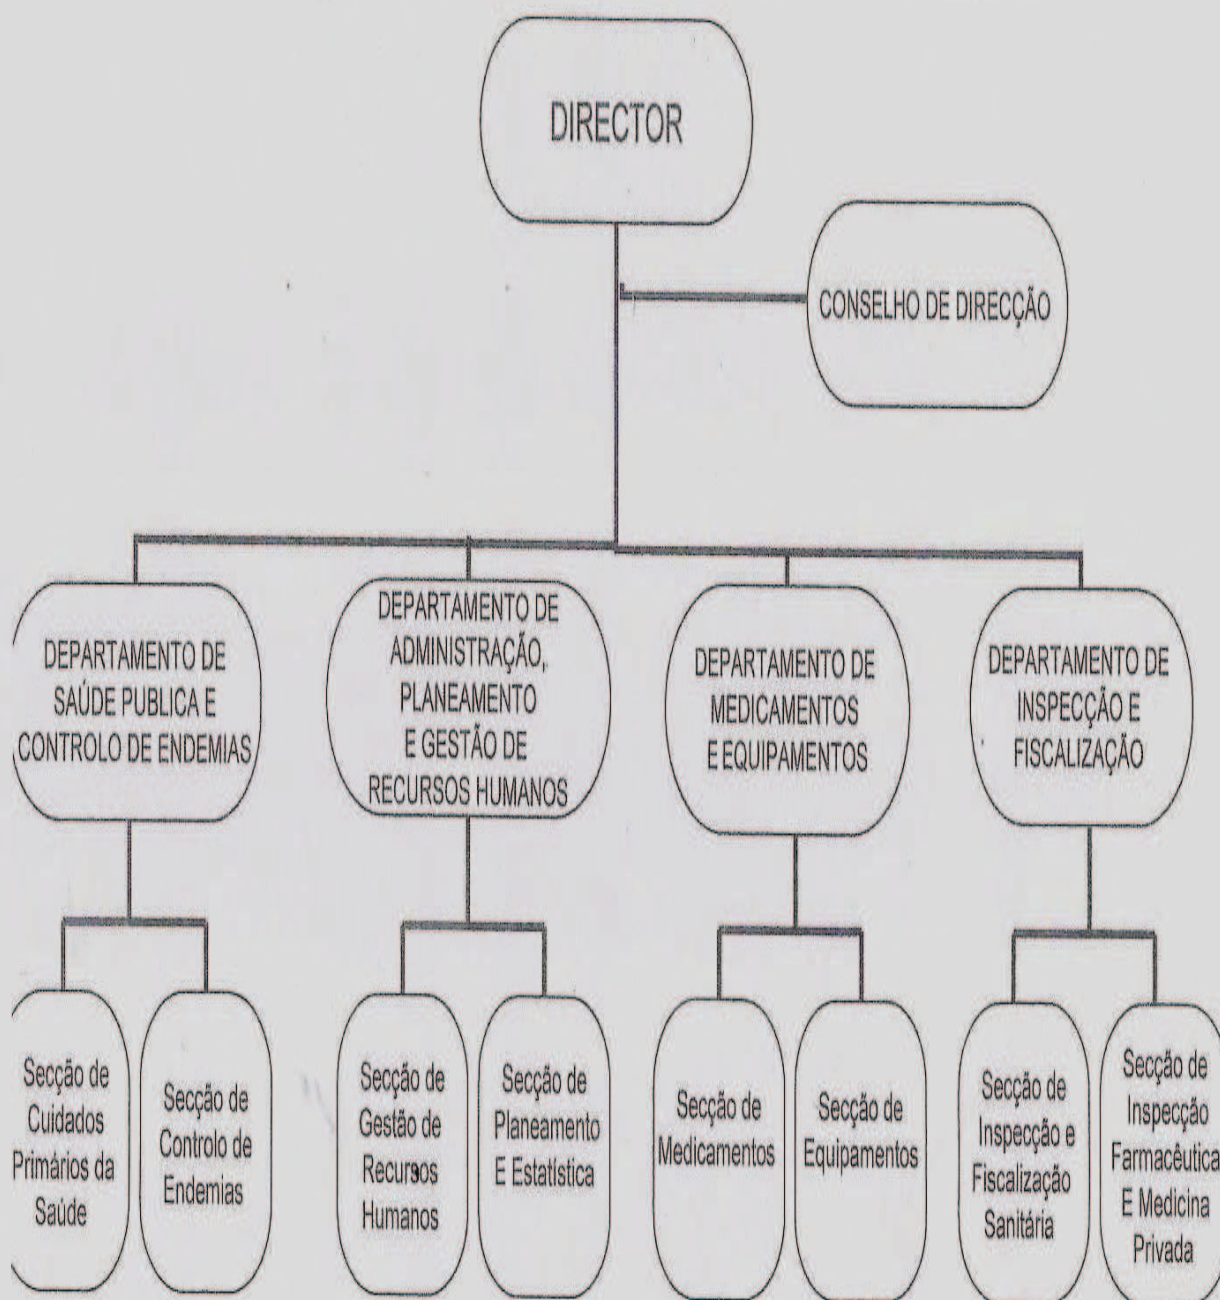 DIRECTOR
CONSELHO DE DIRECÇÃO
DEPARTAMENTO DE
SAÚDE PUBLICA E
CONTROLO DE ENDEMIAS
DEPARTAMENTO DE
ADMINISTRAÇÃO,
PLANEAMENTO
E GESTÃO DE
RECURSOS HUMANOS
DEPARTAMENTO DE
MEDICAMENTOS
E EQUIPAMENTOS
DEPARTAMENTO DE
INSPECÇÃO E
FISCALIZAÇÃO
Secção de
Cuidados
Primários da
Saúde
Secção de
Controlo de
Endemias
Secção de
Gestão de
Recursos
Humanos
Secção de
Planeamento
E Estatística
Secção de
Medicamentos
Secção de
Equipamentos
Secção de
Inspecção e
Fiscalização
Sanitária
Secção de
Inspecção
Farmacêutica
E Medicina
Privada